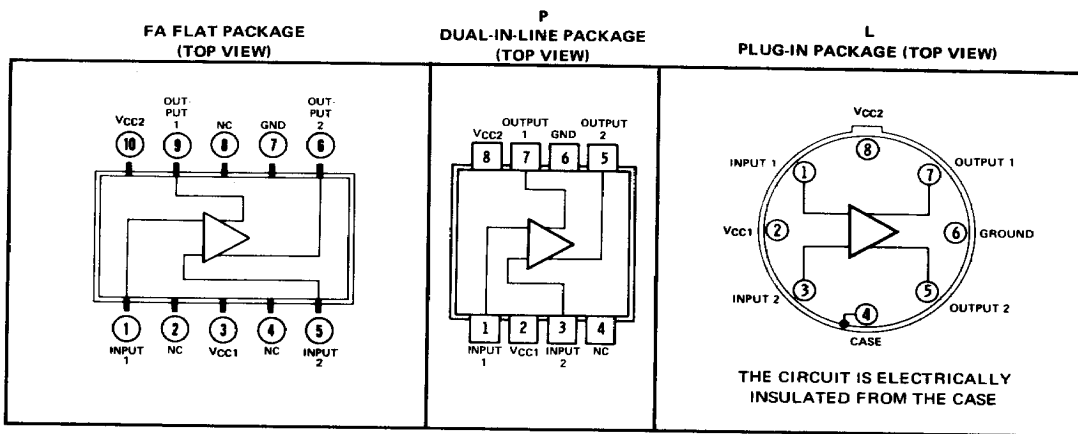 FA FLAT PACKAGE
(TOP VIEW)
VCC2
OUT-
PUT
1
NC
GND
OUT-
PUT
2
10
9
8
7
6
1
2
3
4
5
INPUT
1
NC
VCC1
NC
INPUT
2
P
DUAL-IN-LINE PACKAGE
(TOP VIEW)
VCC2
OUTPUT
1
GND
OUTPUT
2
8
7
6
5
1
2
3
4
INPUT
1
VCC1
INPUT
2
NC
L
PLUG-IN PACKAGE (TOP VIEW)
VCC2
8
INPUT 1
1
7
OUTPUT 1
VCC1
2
6
GROUND
INPUT 2
3
5
OUTPUT 2
4
CASE
THE CIRCUIT IS ELECTRICALLY
INSULATED FROM THE CASE